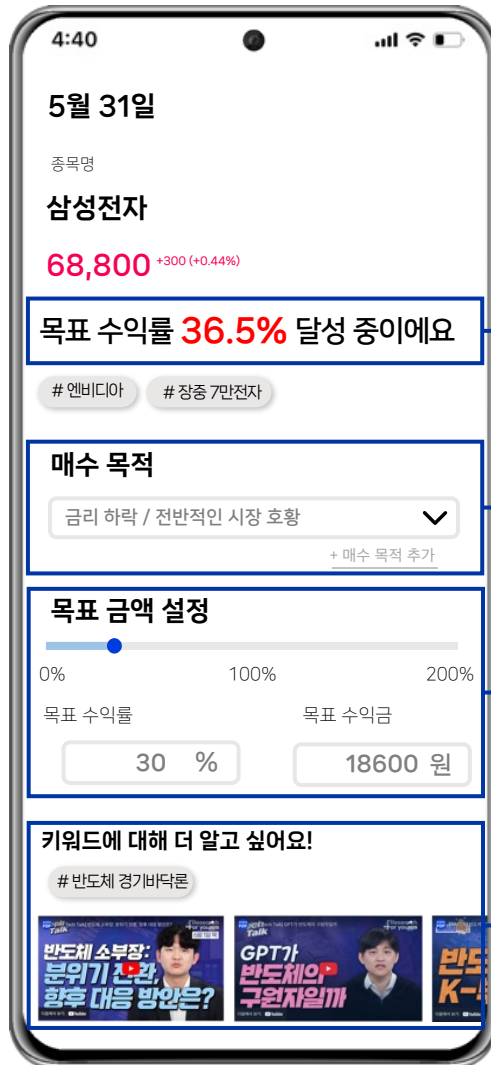 4:40
5월 31일
종목명
삼성전자
68,800 +300 (+0.44%)
목표 수익률 36.5% 달성 중이에요
# 엔비디아 # 장중 7만전자
매수 목적
금리 하락 / 전반적인 시장 호황
+ 매수 목적 추가
목표 금액 설정
0% 100% 200%
목표 수익률 목표 수익금
30 % 18600 원
키워드에 대해 더 알고 싶어요!
# 반도체 경기바닥론
반도체 소부장:
분위기 전환,
향후 대응 방안은?
GPT가
반도체의
구원자일까
K-